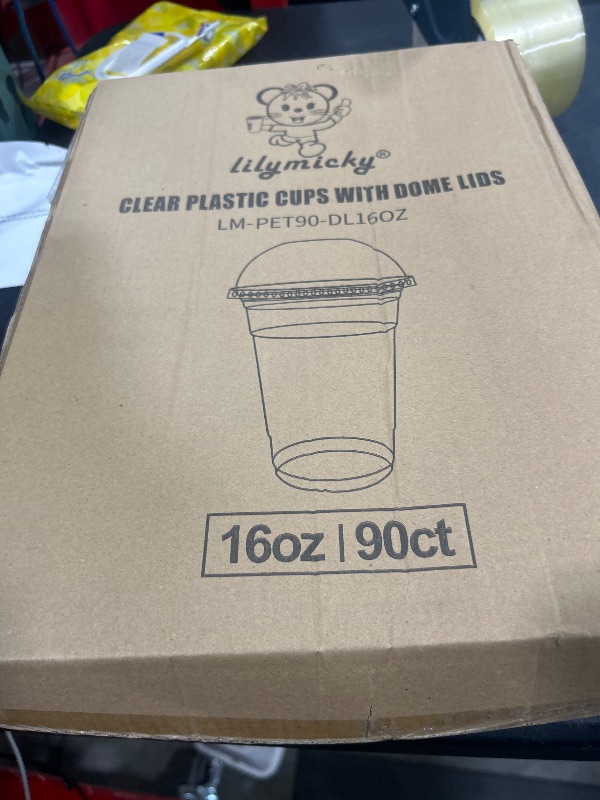 lilymicky®
CLEAR PLASTIC CUPS WITH DOME LIDS
LM-PET90-DL16OZ
16oz | 90ct